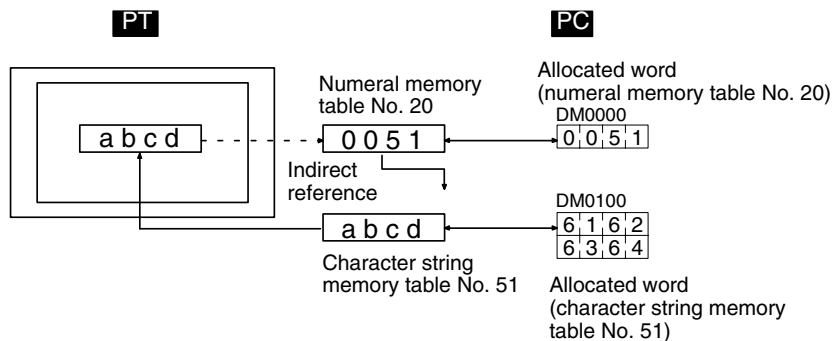 PT
PC
Numeral memory
table No. 20
Allocated word
(numeral memory table No. 20)
DM0000
a b c d
0 0 5 1
0 0 5 1
Indirect
reference
DM0100
a b c d
6 1 6 2
6 3 6 4
Character string
memory table No. 51
Allocated word
(character string memory
table No. 51)